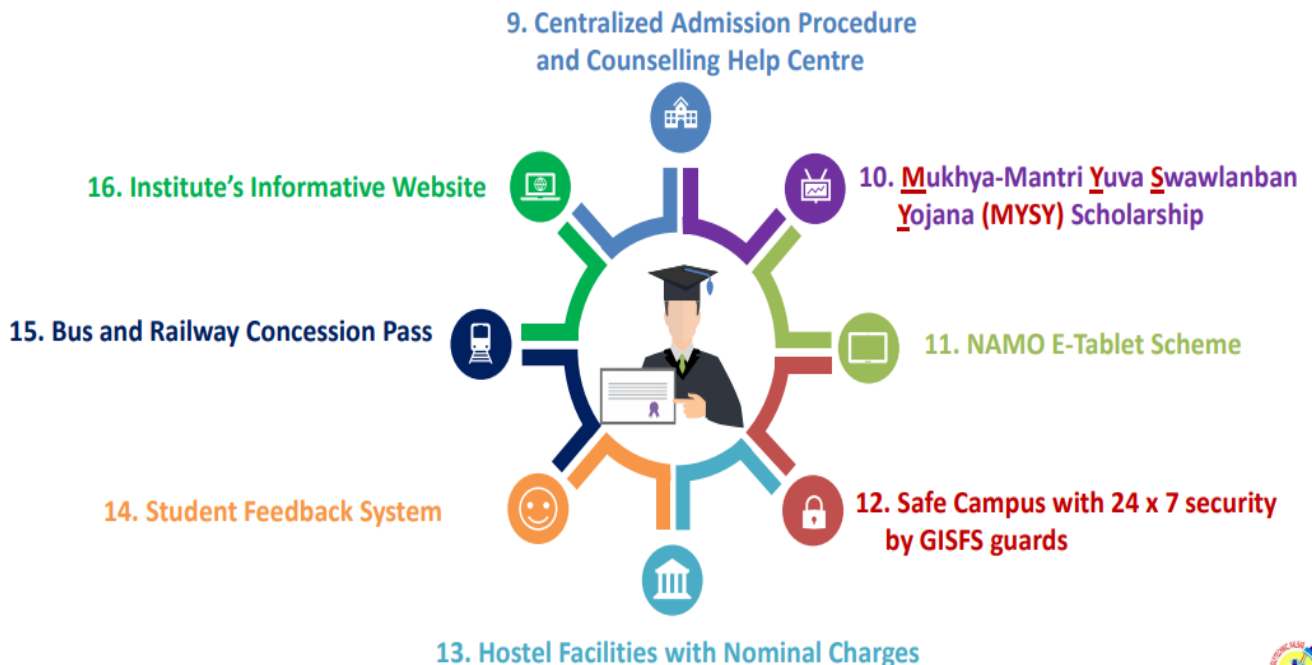 9. Centralized Admission Procedure
and Counselling Help Centre
10. Mukhya-Mantri Yuva Swawlanban
Yojana (MYSY) Scholarship
11. NAMO E-Tablet Scheme
12. Safe Campus with 24 x 7 security
by GISFS guards
13. Hostel Facilities with Nominal Charges
14. Student Feedback System
15. Bus and Railway Concession Pass
16. Institute's Informative Website